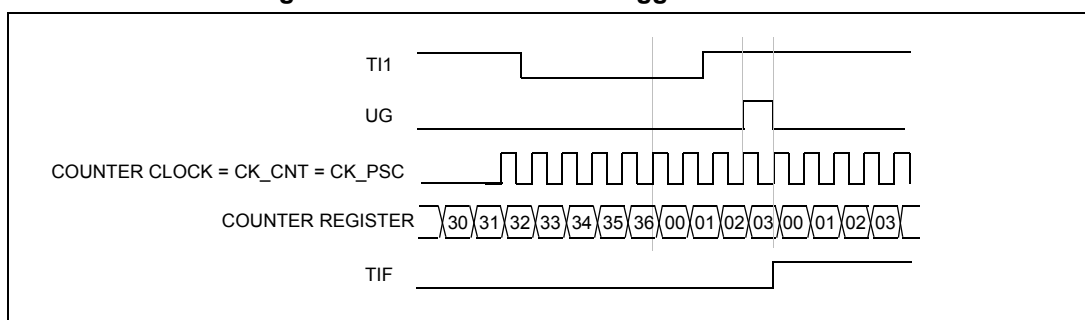 TI1
UG
COUNTER CLOCK = CK_CNT = CK_PSC
COUNTER REGISTER 30 31 32 33 34 35 36 00 01 02 03 00 01 02 03
TIF